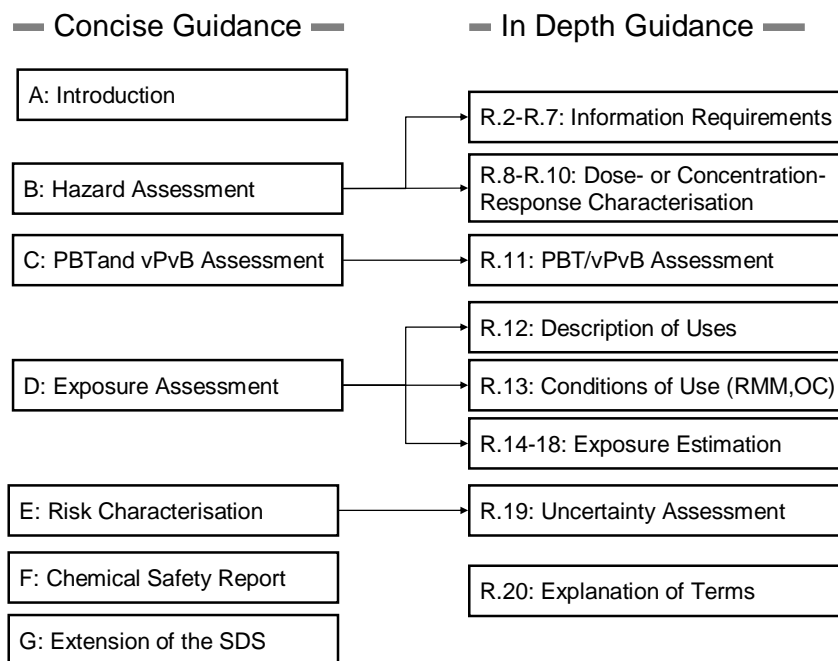 Concise Guidance
In Depth Guidance
A: Introduction
R.2-R.7: Information Requirements
B: Hazard Assessment
R.8-R.10: Dose- or Concentration-
Response Characterisation
C: PBTand vPvB Assessment
R.11: PBT/vPvB Assessment
R.12: Description of Uses
D: Exposure Assessment
R.13: Conditions of Use (RMM,OC)
R.14-18: Exposure Estimation
E: Risk Characterisation
R.19: Uncertainty Assessment
F: Chemical Safety Report
R.20: Explanation of Terms
G: Extension of the SDS